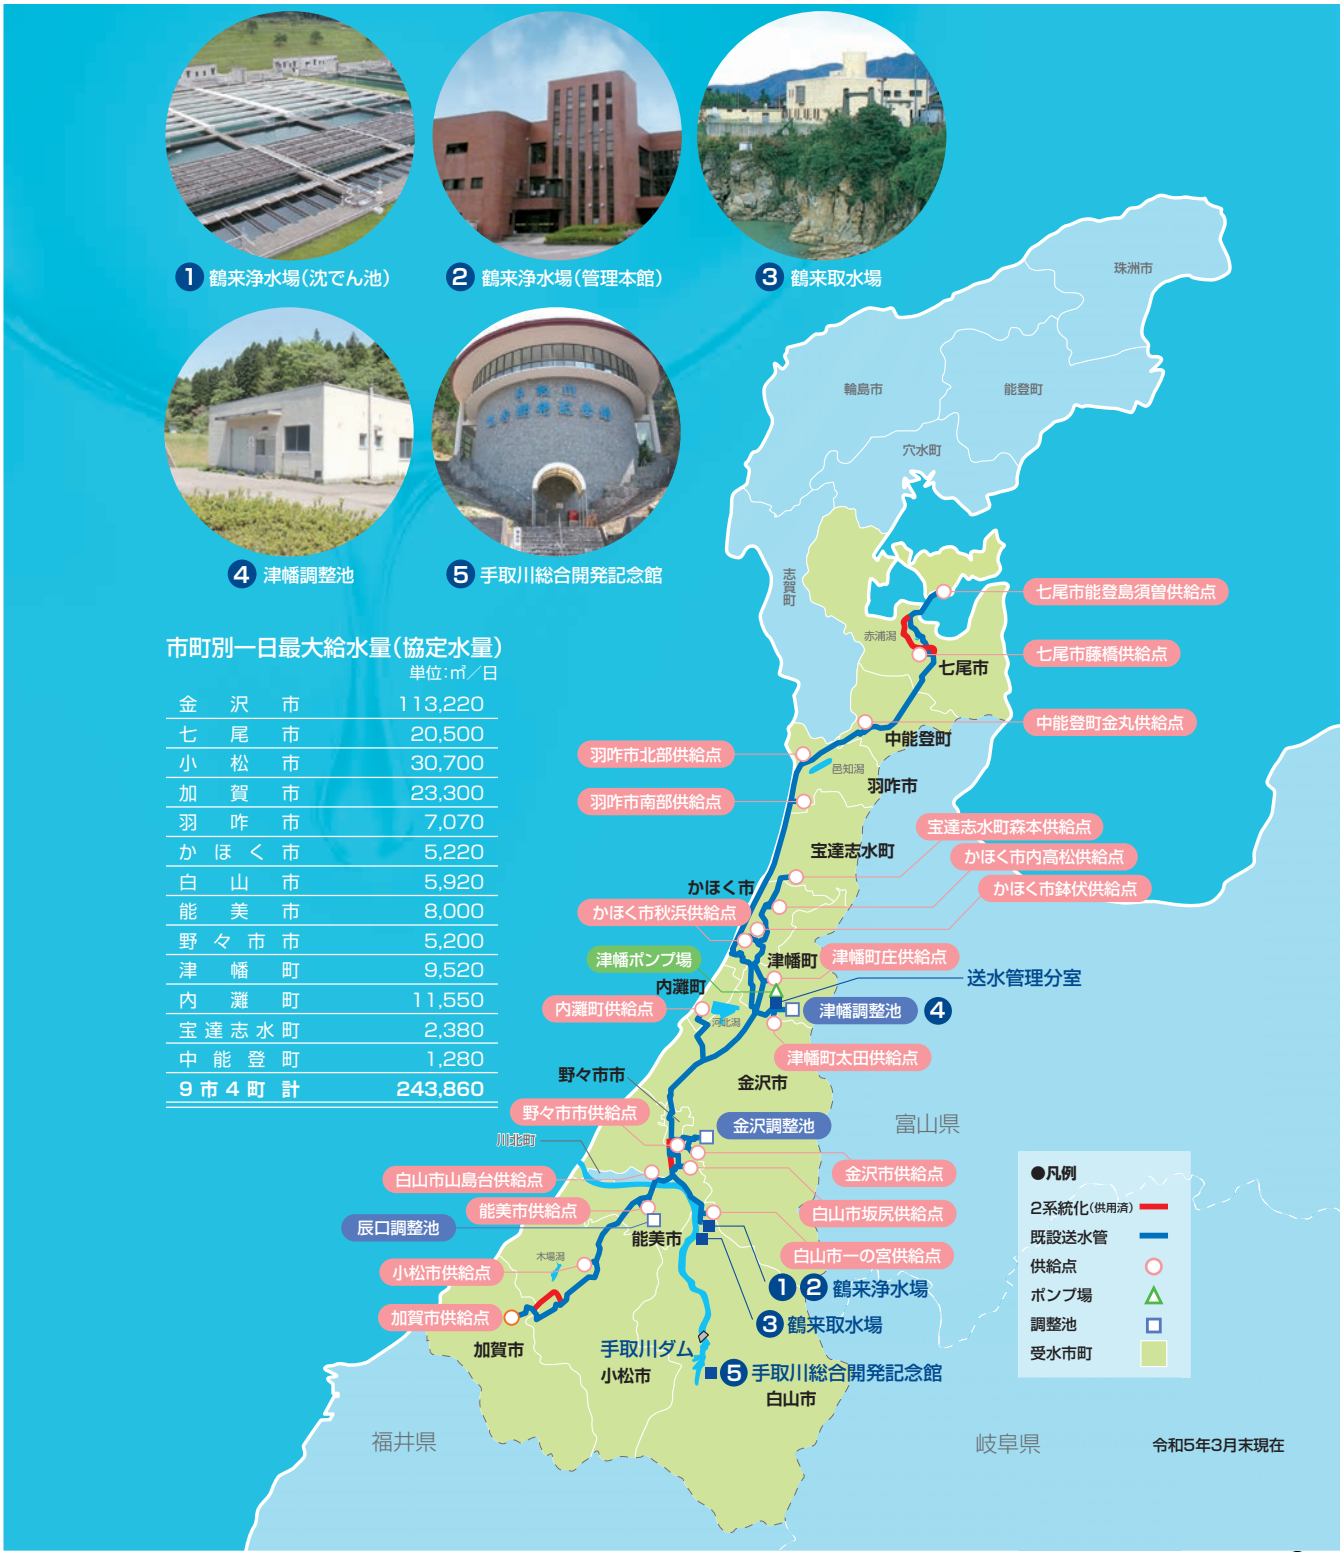 1 鶴来浄水場（沈でん池）
2 鶴来浄水場（管理本館）
3 鶴来取水場
4 津幡調整池
5 手取川総合開発記念館
市町別一日最大給水量（協定水量）
単位：㎥／日
金沢市 113,220
七尾市 20,500
小松市 30,700
加賀市 23,300
羽咋市 7,070
かほく市 5,220
白山市 5,920
能美市 8,000
野々市市 5,200
津幡町 9,520
内灘町 11,550
宝達志水町 2,380
中能登町 1,280
9市4町 計 243,860
珠洲市
輪島市
能登町
穴水町
志賀町
七尾市能登島須曽供給点
赤浦潟
七尾市藤橋供給点
七尾市
中能登町金丸供給点
中能登町
羽咋市北部供給点
邑知潟
羽咋市
羽咋市南部供給点
宝達志水町森本供給点
宝達志水町
かほく市内高松供給点
かほく市
かほく市鉢伏供給点
かほく市秋浜供給点
津幡ポンプ場
津幡町
津幡町庄供給点
送水管理分室
内灘町
内灘町供給点
河北潟
津幡調整池 4
津幡町太田供給点
野々市市
金沢市
野々市市供給点
金沢調整池
富山県
川北町
白山市山島台供給点
金沢市供給点
能美市供給点
白山市坂尻供給点
辰口調整池
能美市
白山市一の宮供給点
木場潟
小松市供給点
1 2 鶴来浄水場
加賀市供給点
3 鶴来取水場
加賀市
手取川ダム
小松市
5 手取川総合開発記念館
白山市
福井県
岐阜県
●凡例
2系統化（供用済）
既設送水管
供給点
ポンプ場
調整池
受水市町
令和5年3月末現在